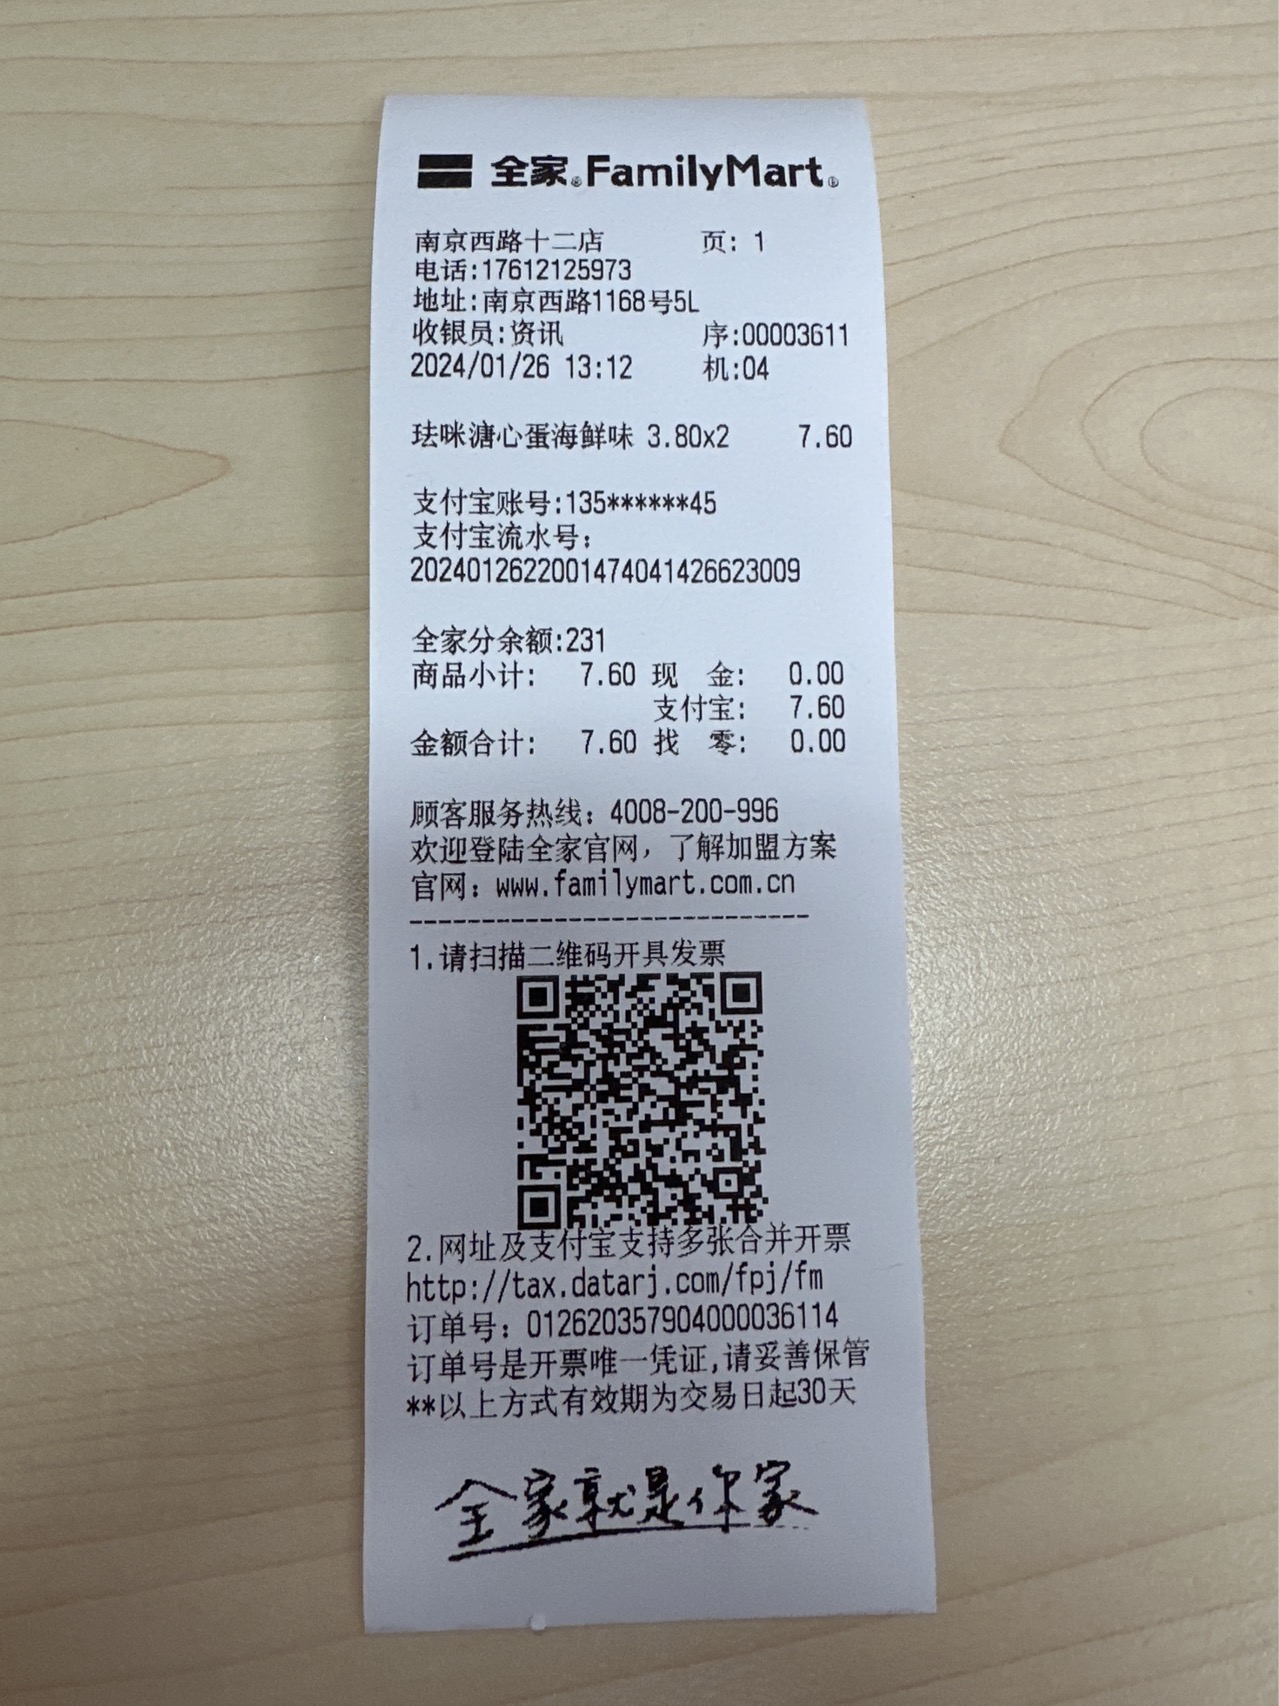 全家®FamilyMart®
南京西路十二店 页: 1
电话:17612125973
地址:南京西路1168号5L
收银员:资讯 序:00003611
2024/01/26 13:12 机:04
珐咪溏心蛋海鲜味 3.80x2 7.60
支付宝账号:135******45
支付宝流水号：
2024012622001474041426623009
全家分余额:231
商品小计: 7.60 现 金: 0.00
支付宝: 7.60
金额合计: 7.60 找 零: 0.00
顾客服务热线：4008-200-996
欢迎登陆全家官网，了解加盟方案
官网：www.familymart.com.cn
----------------------------
1.请扫描二维码开具发票
2.网址及支付宝支持多张合并开票
http://tax.datarj.com/fpj/fm
订单号：012620357904000036114
订单号是开票唯一凭证,请妥善保管
**以上方式有效期为交易日起30天
全家就是你家